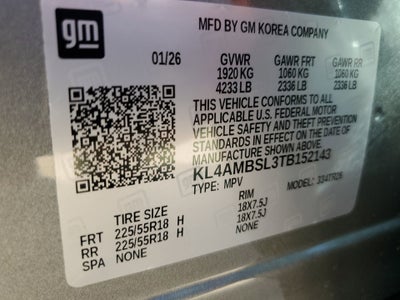 gm
MFD BY GM KOREA COMPANY
01/26 GVWR GAWR FRT GAWR RR
1920 KG 1060 KG 1060 KG
4233 LB 2336 LB 2336 LB
THIS VEHICLE CONFORMS TO ALL
APPLICABLE U.S. FEDERAL MOTOR
VEHICLE SAFETY AND THEFT
PREVENTION STANDARDS IN
EFFECT ON THE DATE OF
MANUFACTURE SHOWN ABOVE.
KL4AMBSL3TB152143
TYPE: MPV MODEL: 334TR26
TIRE SIZE RIM
FRT 225/55R18 H 18X7.5J
RR 225/55R18 H 18X7.5J
SPA NONE NONE